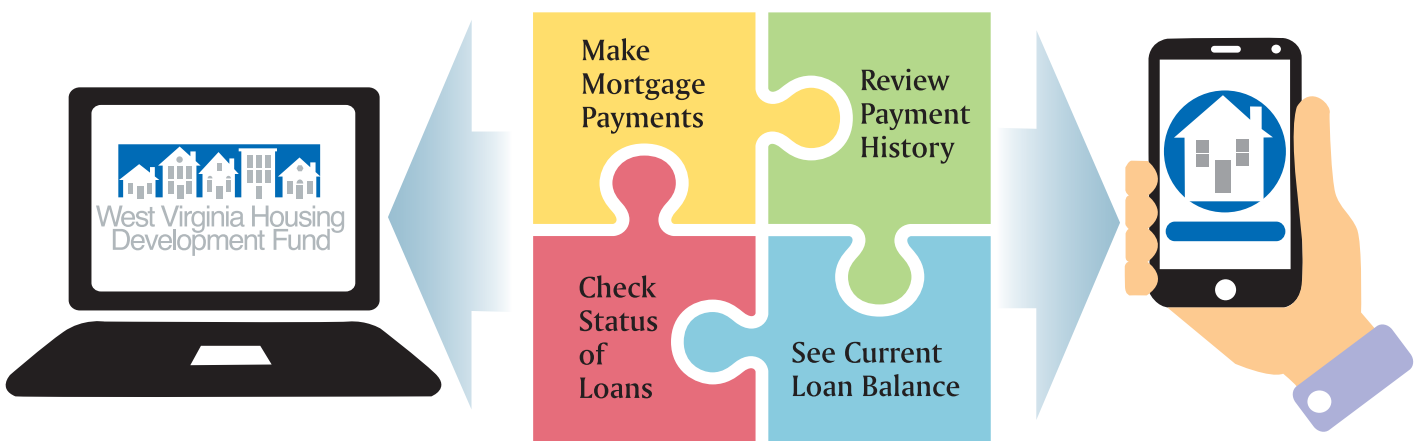 West Virginia Housing
Development Fund
Make
Mortgage
Payments
Review
Payment
History
Check
Status
of
Loans
See Current
Loan Balance